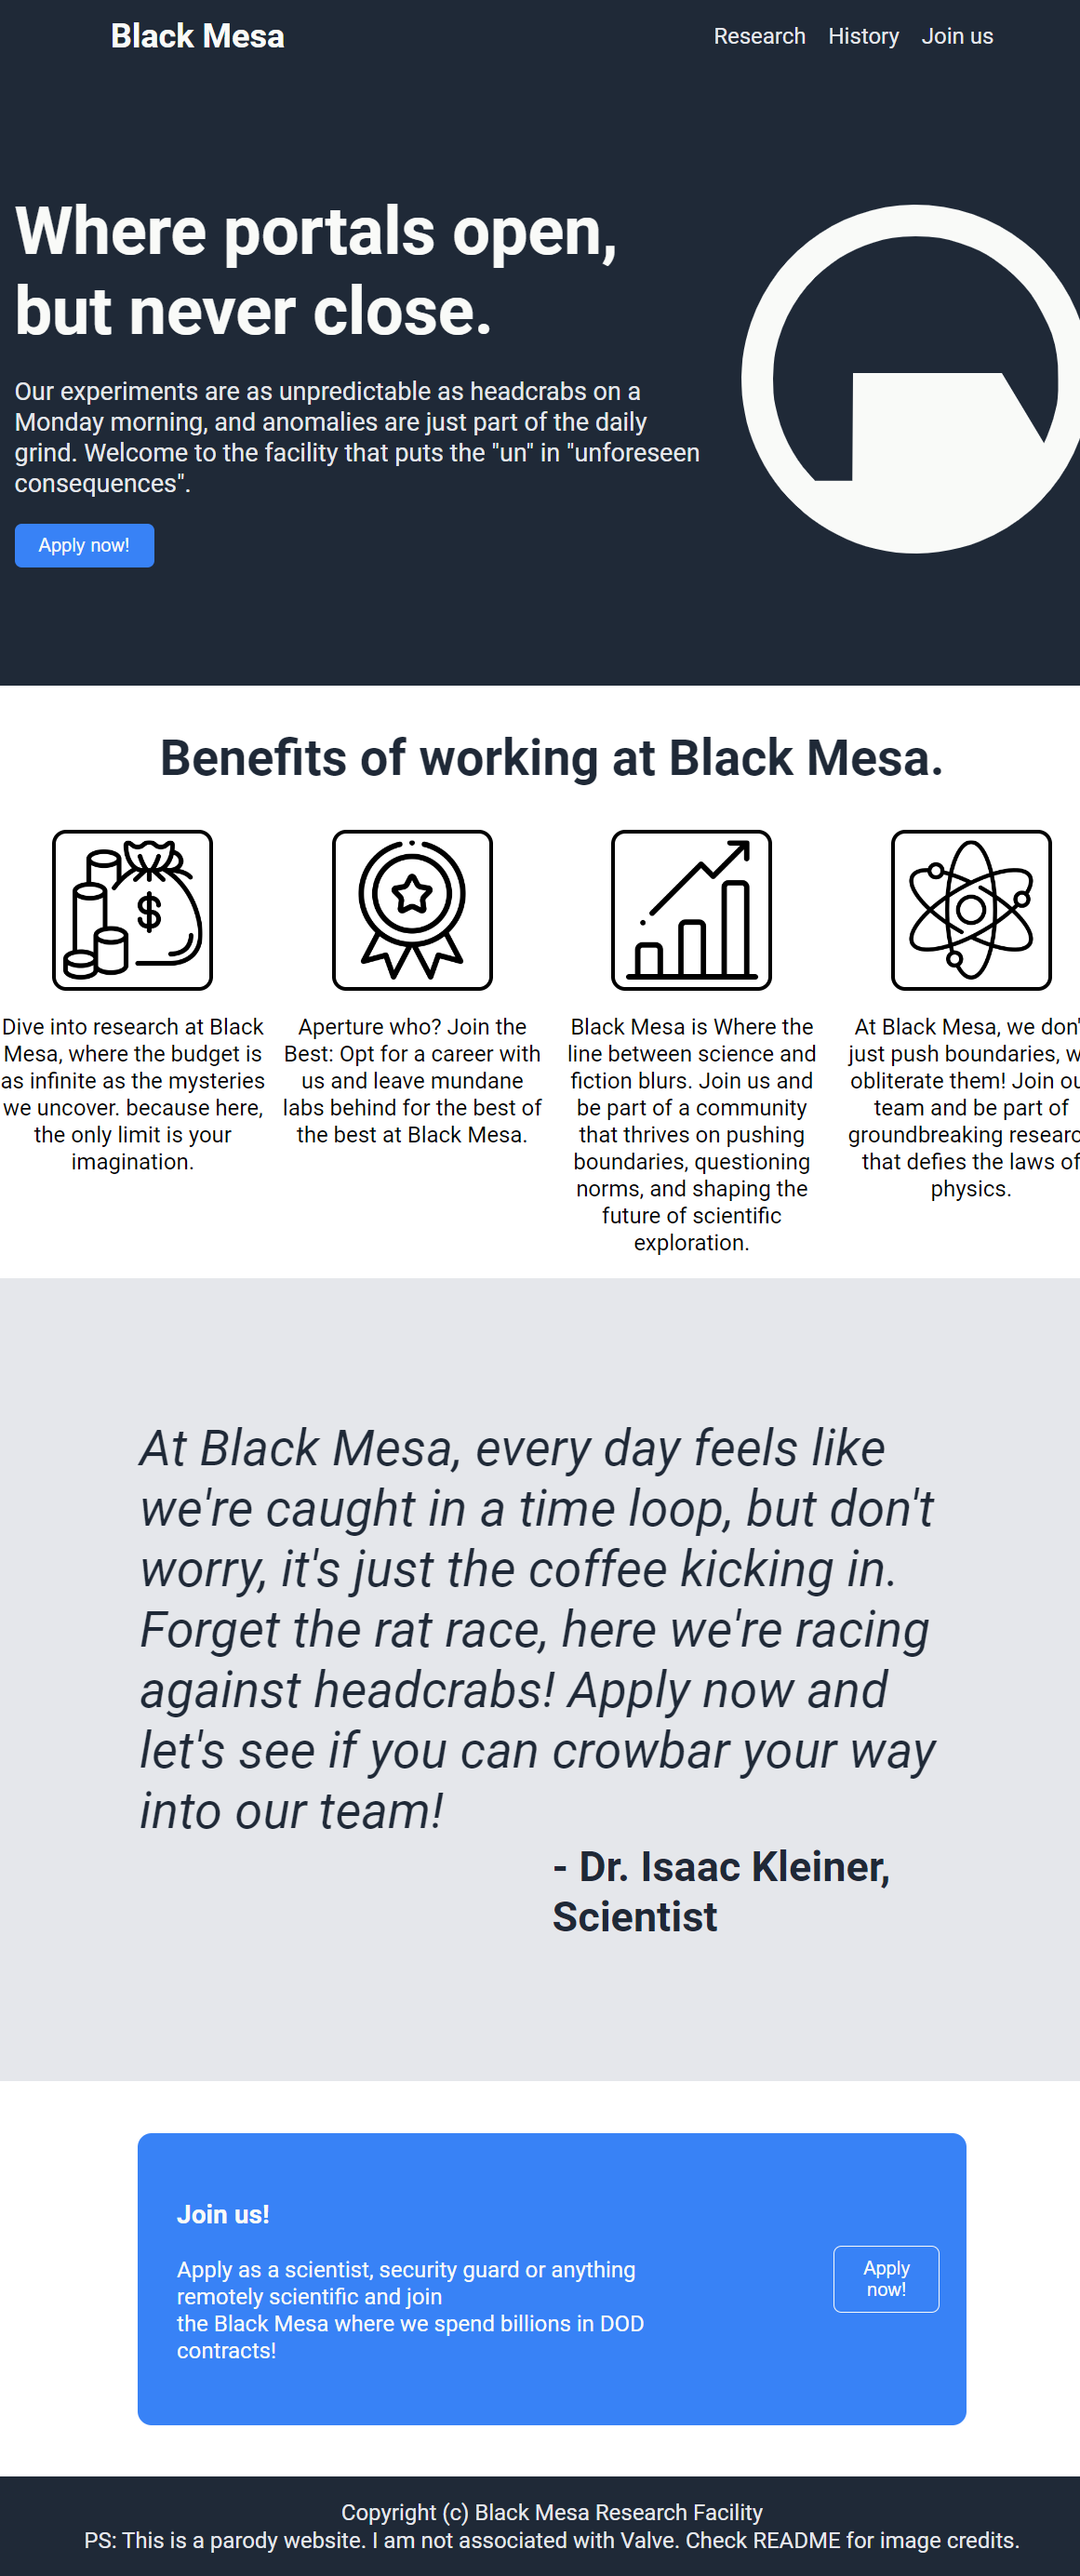 Black Mesa
Research History Join us
Where portals open,
but never close.
Our experiments are as unpredictable as headcrabs on a
Monday morning, and anomalies are just part of the daily
grind. Welcome to the facility that puts the "un" in "unforeseen
consequences".
Apply now!
Benefits of working at Black Mesa.
$
Dive into research at Black
Mesa, where the budget is
as infinite as the mysteries
we uncover. because here,
the only limit is your
imagination.
Aperture who? Join the
Best: Opt for a career with
us and leave mundane
labs behind for the best of
the best at Black Mesa.
Black Mesa is Where the
line between science and
fiction blurs. Join us and
be part of a community
that thrives on pushing
boundaries, questioning
norms, and shaping the
future of scientific
exploration.
At Black Mesa, we don'
just push boundaries,
obliterate them! Join
team and be part of
groundbreaking
that defies the laws of
physics.
At Black Mesa, every day feels like
we're caught in a time loop, but don't
worry, it's just the coffee kicking in.
Forget the rat race, here we're racing
against headcrabs! Apply now and
let's see if you can crowbar your way
into our team!
- Dr. Isaac Kleiner,
Scientist
Join us!
Apply as a scientist, security guard or anything
remotely scientific and join
the Black Mesa where we spend billions in DOD
contracts!
Apply
now!
Copyright (c) Black Mesa Research Facility
PS: This is a parody website. I am not associated with Valve. Check README for image credits.